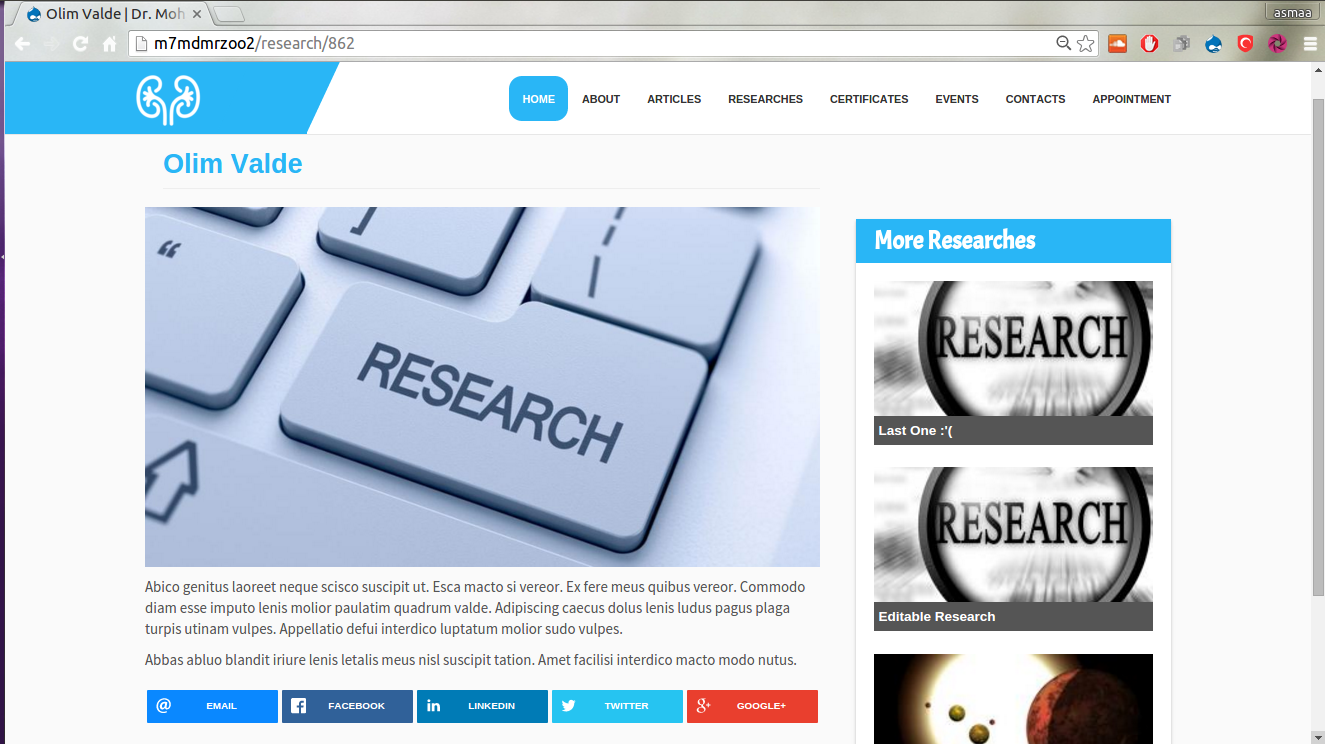 Olim Valde | Dr. Moh
asmaa
m7mdmrzoo2/research/862
HOME ABOUT ARTICLES RESEARCHES CERTIFICATES EVENTS CONTACTS APPOINTMENT
Olim Valde
“
]
RESEARCH
Abico genitus laoreet neque scisco suscipit ut. Esca macto si vereor. Ex fere meus quibus vereor. Commodo
diam esse imputo lenis molior paulatim quadrum valde. Adipiscing caecus dolus lenis ludus pagus plaga
turpis utinam vulpes. Appellatio defui interdico luptatum molior sudo vulpes.
Abbas abluo blandit iriure lenis letalis meus nisl suscipit tation. Amet facilisi interdico macto modo nutus.
@ EMAIL
FACEBOOK
in LINKEDIN
TWITTER
g+ GOOGLE+
More Researches
RESEARCH
Last One :'(
RESEARCH
Editable Research